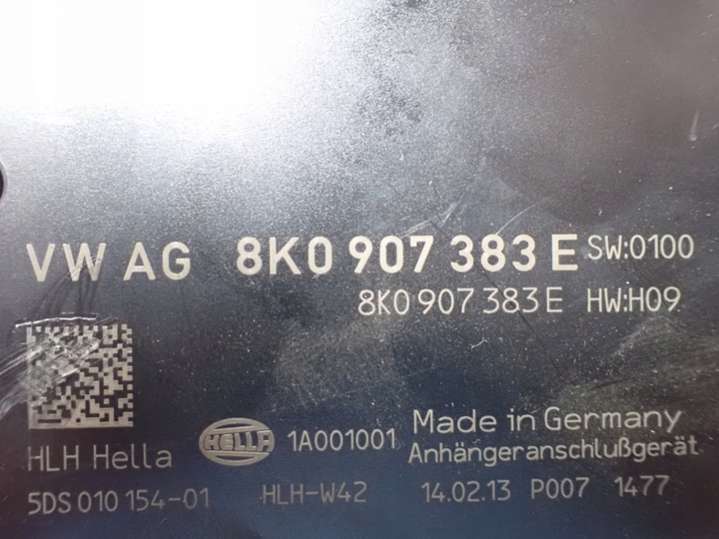 VW AG 8K0 907 383 E SW:0100
8K0 907 383 E HW:H09
HLH Hella HELLA 1A001001 Made in Germany
Anhängeranschlußgerät
5DS 010 154-01 HLH-W42 14.02.13 P007 1477